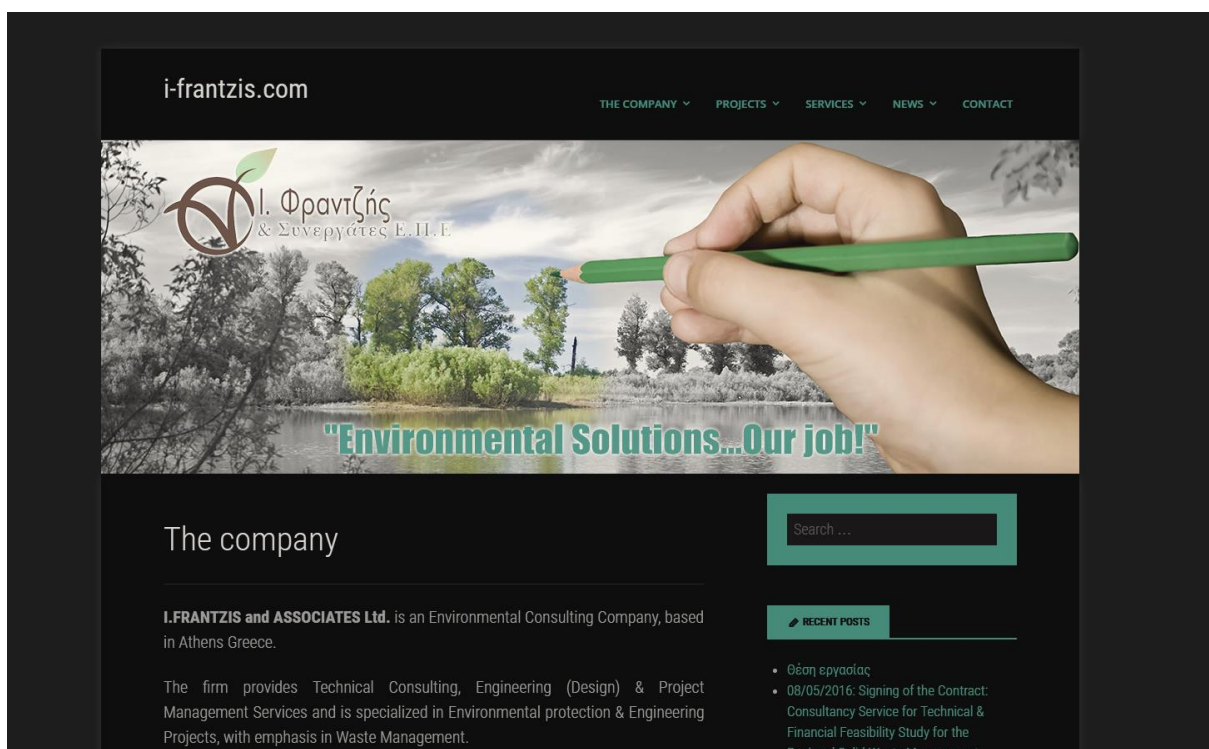 i-frantzis.com
THE COMPANY PROJECTS SERVICES NEWS CONTACT
Ι. Φραντζής
& Συνεργάτες Ε.Π.Ε
"Environmental Solutions...Our job!"
The company
Search ...
I.FRANTZIS and ASSOCIATES Ltd. is an Environmental Consulting Company, based
in Athens Greece.
The firm provides Technical Consulting, Engineering (Design) & Project
Management Services and is specialized in Environmental protection & Engineering
Projects, with emphasis in Waste Management.
RECENT POSTS
Θέση εργασίας
08/05/2016: Signing of the Contract:
Consultancy Service for Technical &
Financial Feasibility Study for the